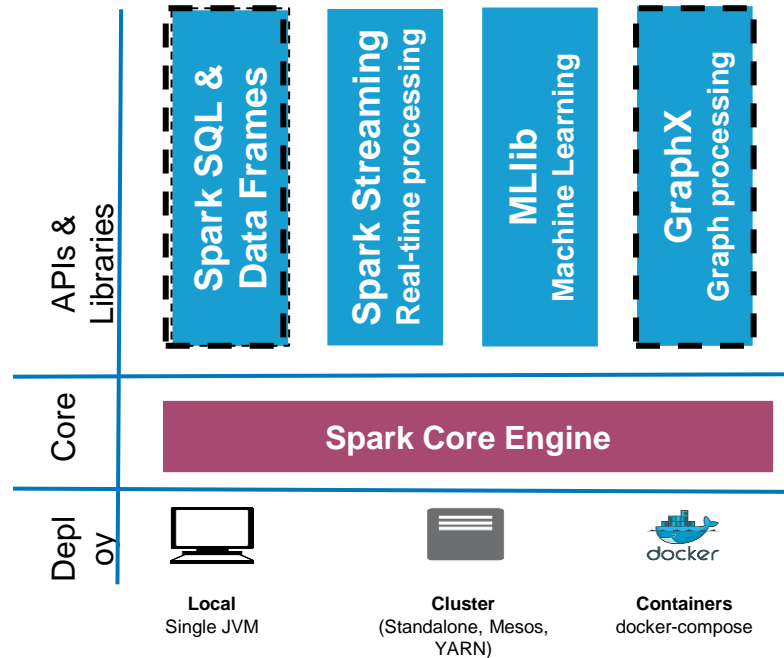 APIs &
Libraries
Spark SQL &
Data Frames
Spark Streaming
Real-time processing
MLlib
Machine Learning
GraphX
Graph processing
Core
Spark Core Engine
Depl
oy
docker
Local
Single JVM
Cluster
(Standalone, Mesos,
YARN)
Containers
docker-compose